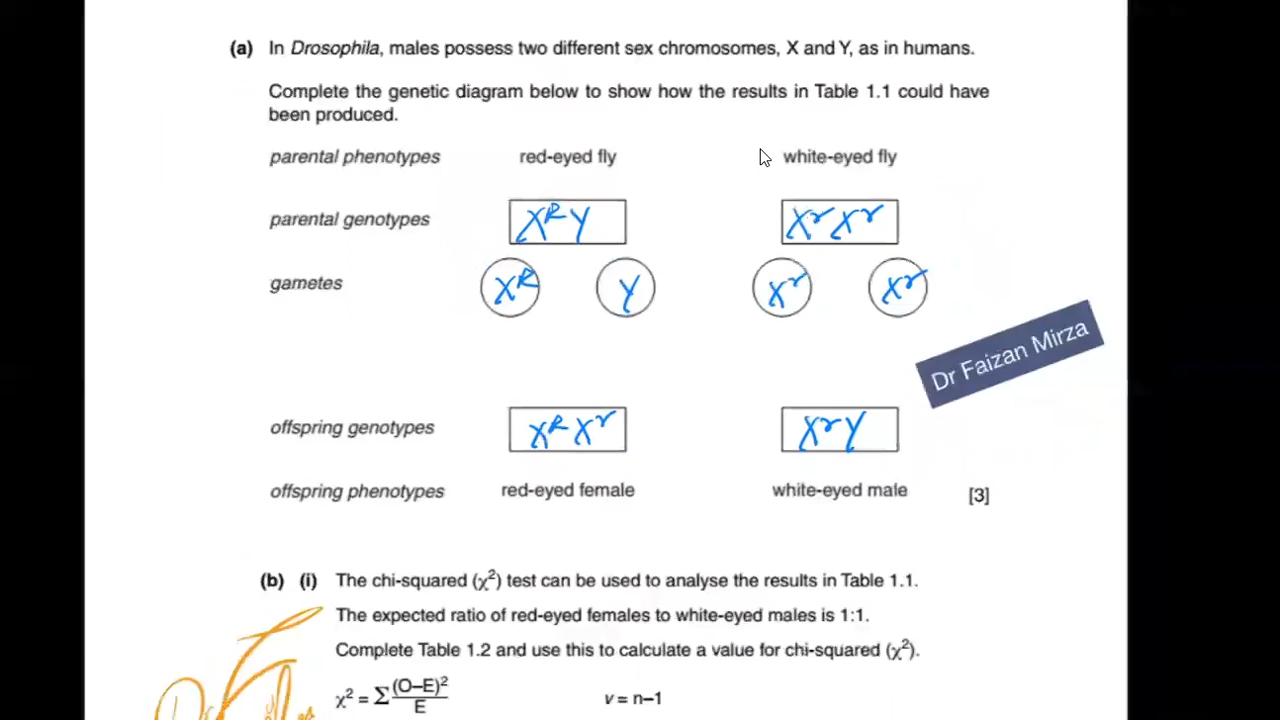 (a) In Drosophila, males possess two different sex chromosomes, X and Y, as in humans.
Complete the genetic diagram below to show how the results in Table 1.1 could have
been produced.
parental phenotypes red-eyed fly white-eyed fly
parental genotypes XᴿY XʳXʳ
gametes Xᴿ Y Xʳ Xʳ
Dr Faizan Mirza
offspring genotypes XᴿXʳ XʳY
offspring phenotypes red-eyed female white-eyed male [3]
(b) (i) The chi-squared (χ²) test can be used to analyse the results in Table 1.1.
The expected ratio of red-eyed females to white-eyed males is 1:1.
Complete Table 1.2 and use this to calculate a value for chi-squared (χ²).
χ² = Σ (O–E)²/E v = n–1